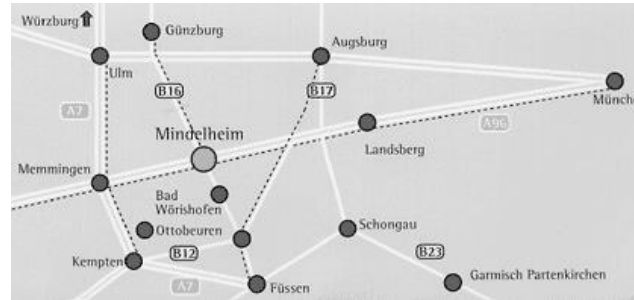 Würzburg
Günzburg
Augsburg
Ulm
B16
B17
Münche
A7
Mindelheim
A96
Landsberg
Memmingen
Bad
Wörishofen
Ottobeuren
Schongau
B12
B23
Kempten
A7
Füssen
Garmisch Partenkirchen